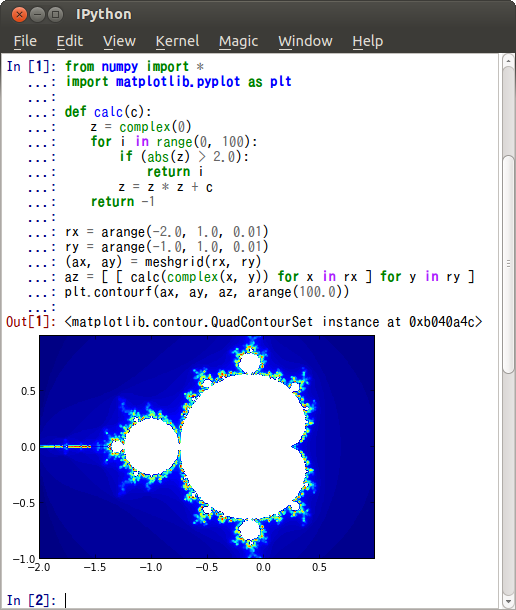 IPython
File Edit View Kernel Magic Window Help
In [1]: from numpy import *
...: import matplotlib.pyplot as plt
...:
...: def calc(c):
...:     z = complex(0)
...:     for i in range(0, 100):
...:         if (abs(z) > 2.0):
...:             return i
...:         z = z * z + c
...:     return -1
...:
...: rx = arange(-2.0, 1.0, 0.01)
...: ry = arange(-1.0, 1.0, 0.01)
...: (ax, ay) = meshgrid(rx, ry)
...: az = [ [ calc(complex(x, y)) for x in rx ] for y in ry ]
...: plt.contourf(ax, ay, az, arange(100.0))
...:
Out[1]: <matplotlib.contour.QuadContourSet instance at 0xb040a4c>
0.5
0.0
−0.5
−1.0
−2.0 −1.5 −1.0 −0.5 0.0 0.5
In [2]: